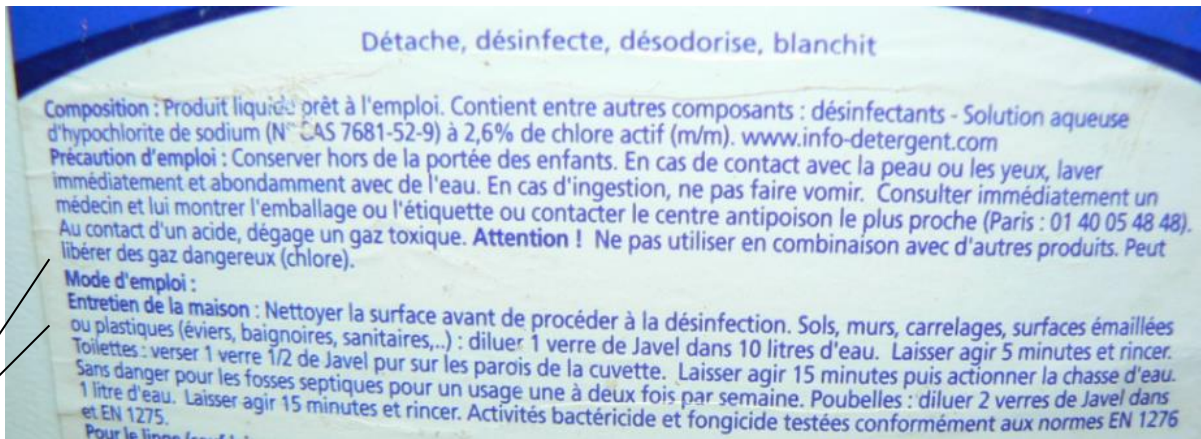 Détache, désinfecte, désodorise, blanchit
Composition : Produit liquide prêt à l'emploi. Contient entre autres composants : désinfectants - Solution aqueuse
d'hypochlorite de sodium (N° CAS 7681-52-9) à 2,6% de chlore actif (m/m). www.info-detergent.com
Précaution d'emploi : Conserver hors de la portée des enfants. En cas de contact avec la peau ou les yeux, laver
immédiatement et abondamment avec de l'eau. En cas d'ingestion, ne pas faire vomir. Consulter immédiatement un
médecin et lui montrer l'emballage ou l'étiquette ou contacter le centre antipoison le plus proche (Paris : 01 40 05 48 48).
Au contact d'un acide, dégage un gaz toxique. Attention ! Ne pas utiliser en combinaison avec d'autres produits. Peut
libérer des gaz dangereux (chlore).
Mode d'emploi :
Entretien de la maison : Nettoyer la surface avant de procéder à la désinfection. Sols, murs, carrelages, surfaces émaillées
ou plastiques (éviers, baignoires, sanitaires,..) : diluer 1 verre de Javel dans 10 litres d'eau. Laisser agir 5 minutes et rincer.
Toilettes : verser 1 verre 1/2 de Javel pur sur les parois de la cuvette. Laisser agir 15 minutes puis actionner la chasse d'eau.
Sans danger pour les fosses septiques pour un usage une à deux fois par semaine. Poubelles : diluer 2 verres de Javel dans
1 litre d'eau. Laisser agir 15 minutes et rincer. Activités bactéricide et fongicide testées conformément aux normes EN 1276
et EN 1275.
Pour le linge